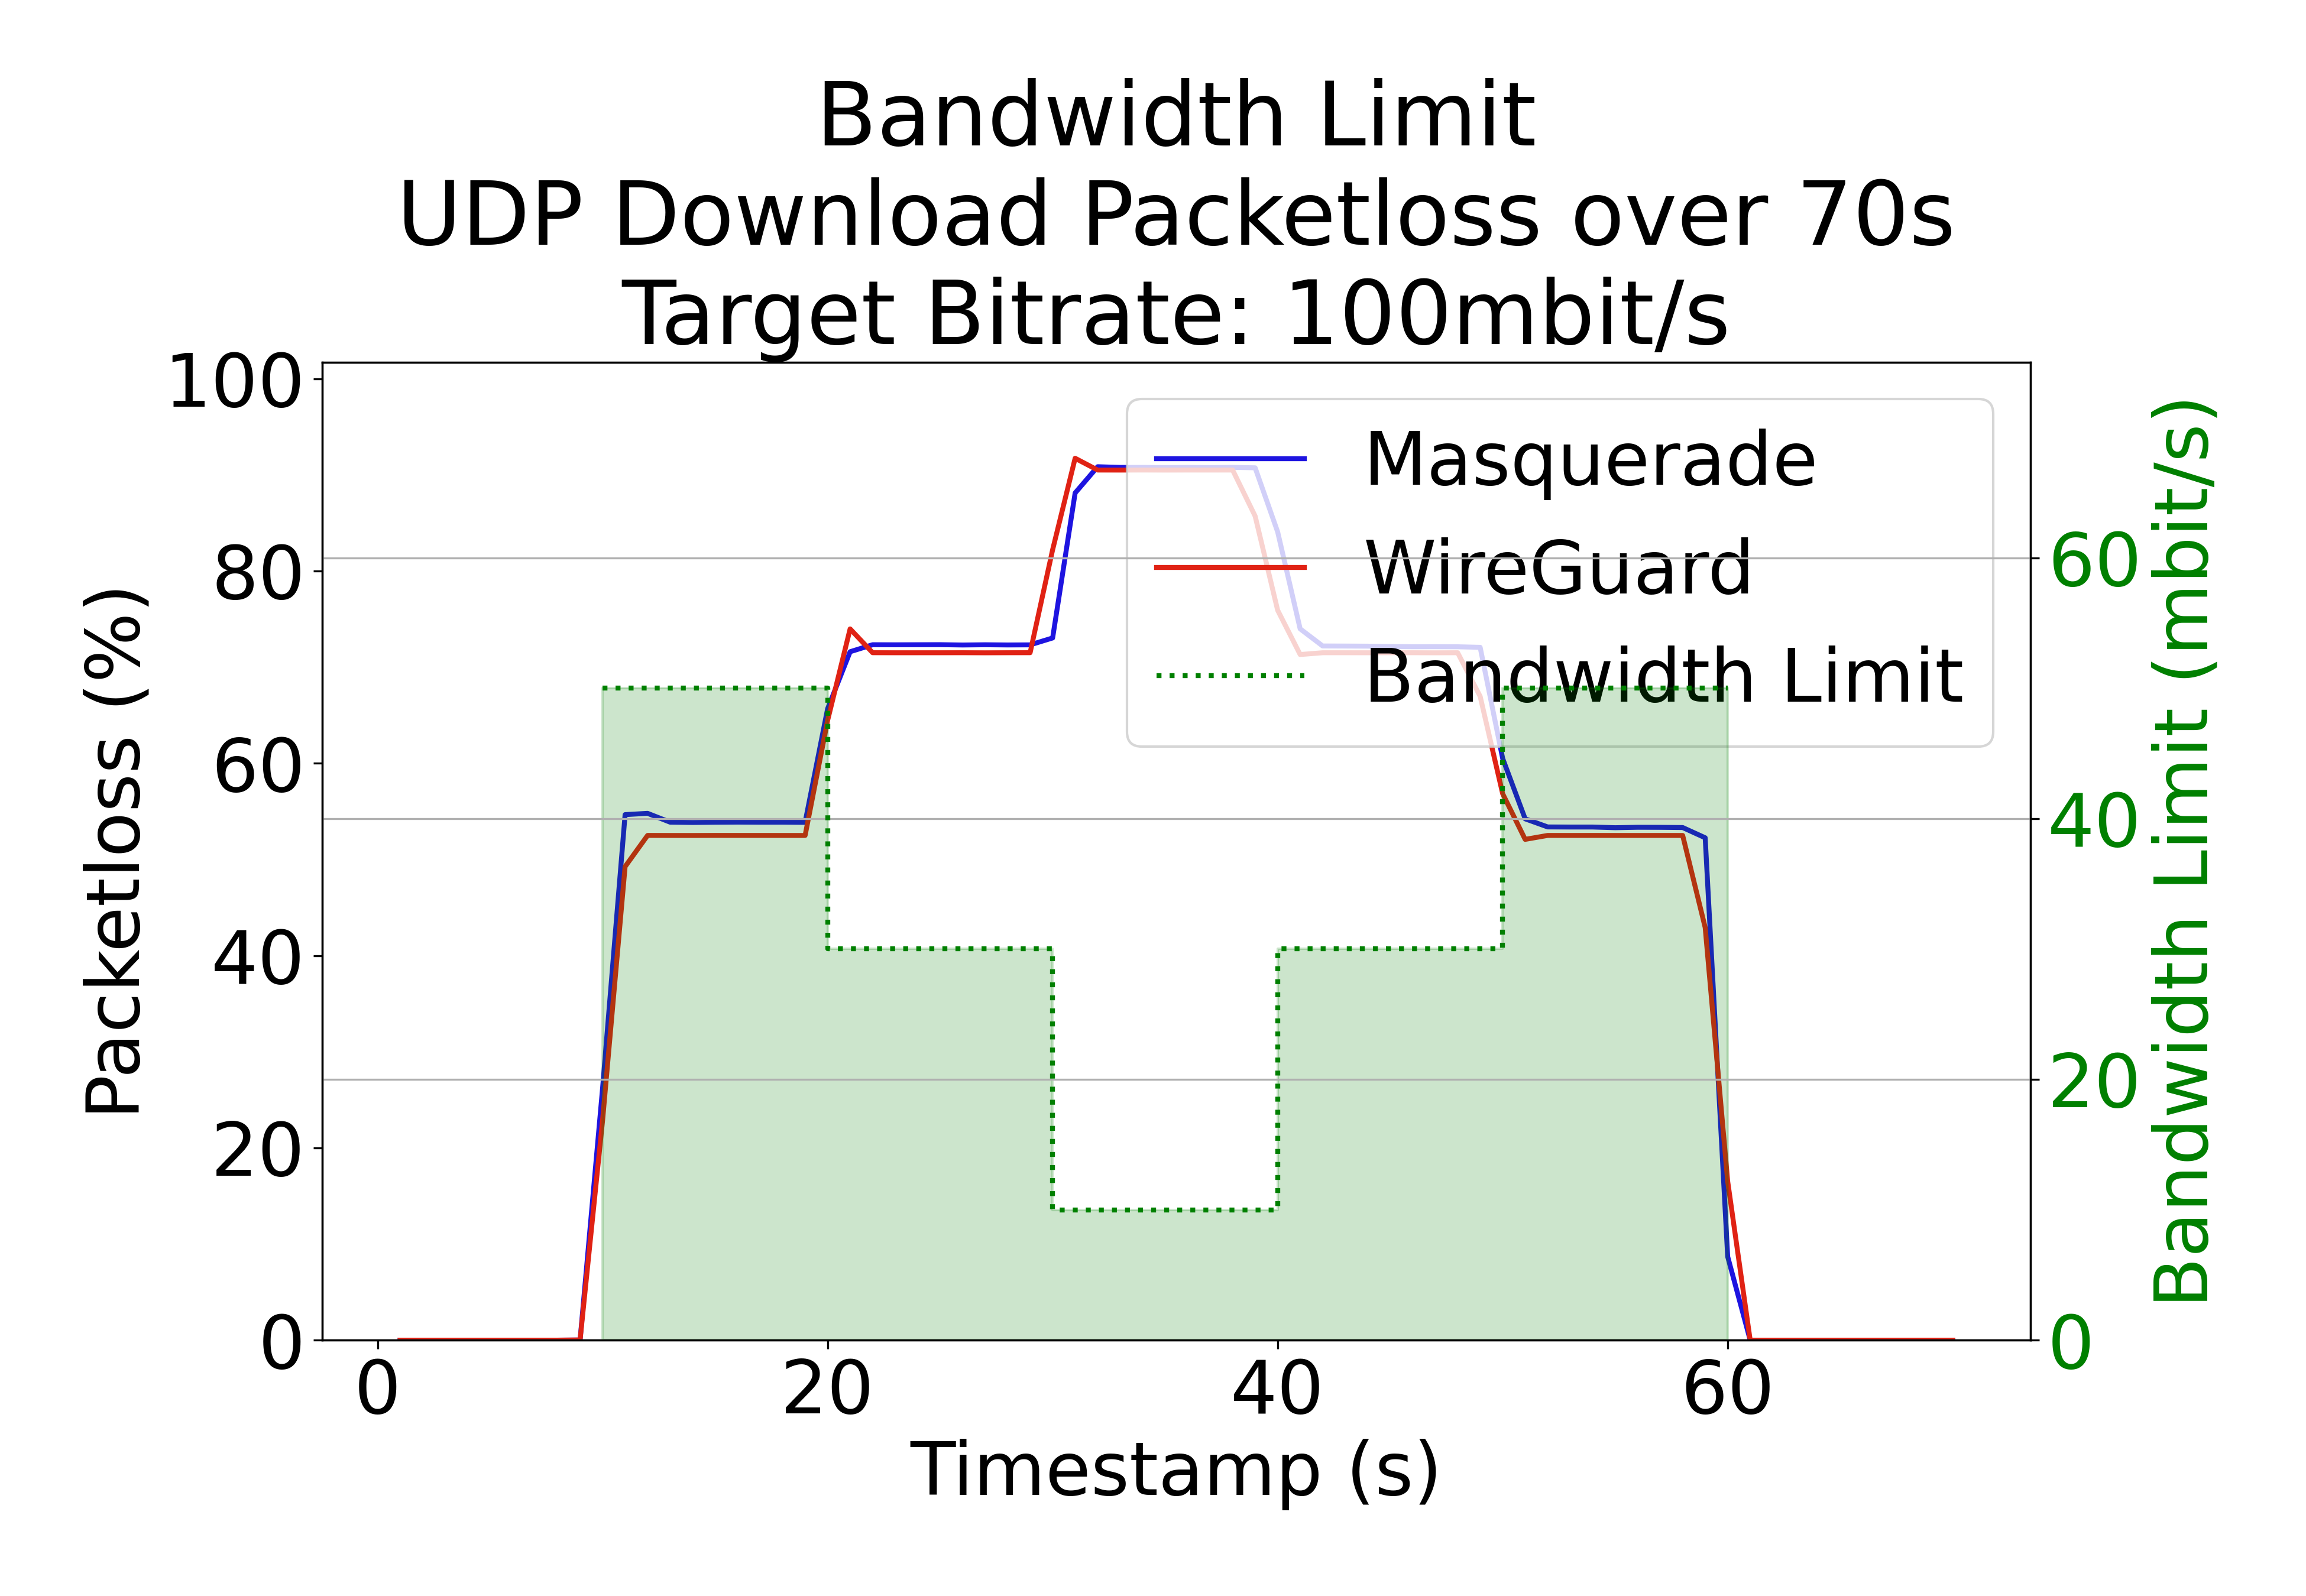 Bandwidth Limit
UDP Download Packetloss over 70s
Target Bitrate: 100mbit/s
100
80
60
40
20
0
Packetloss (%)
Masquerade
WireGuard
Bandwidth Limit
60
40
20
0
Bandwidth Limit (mbit/s)
0
20
40
60
Timestamp (s)